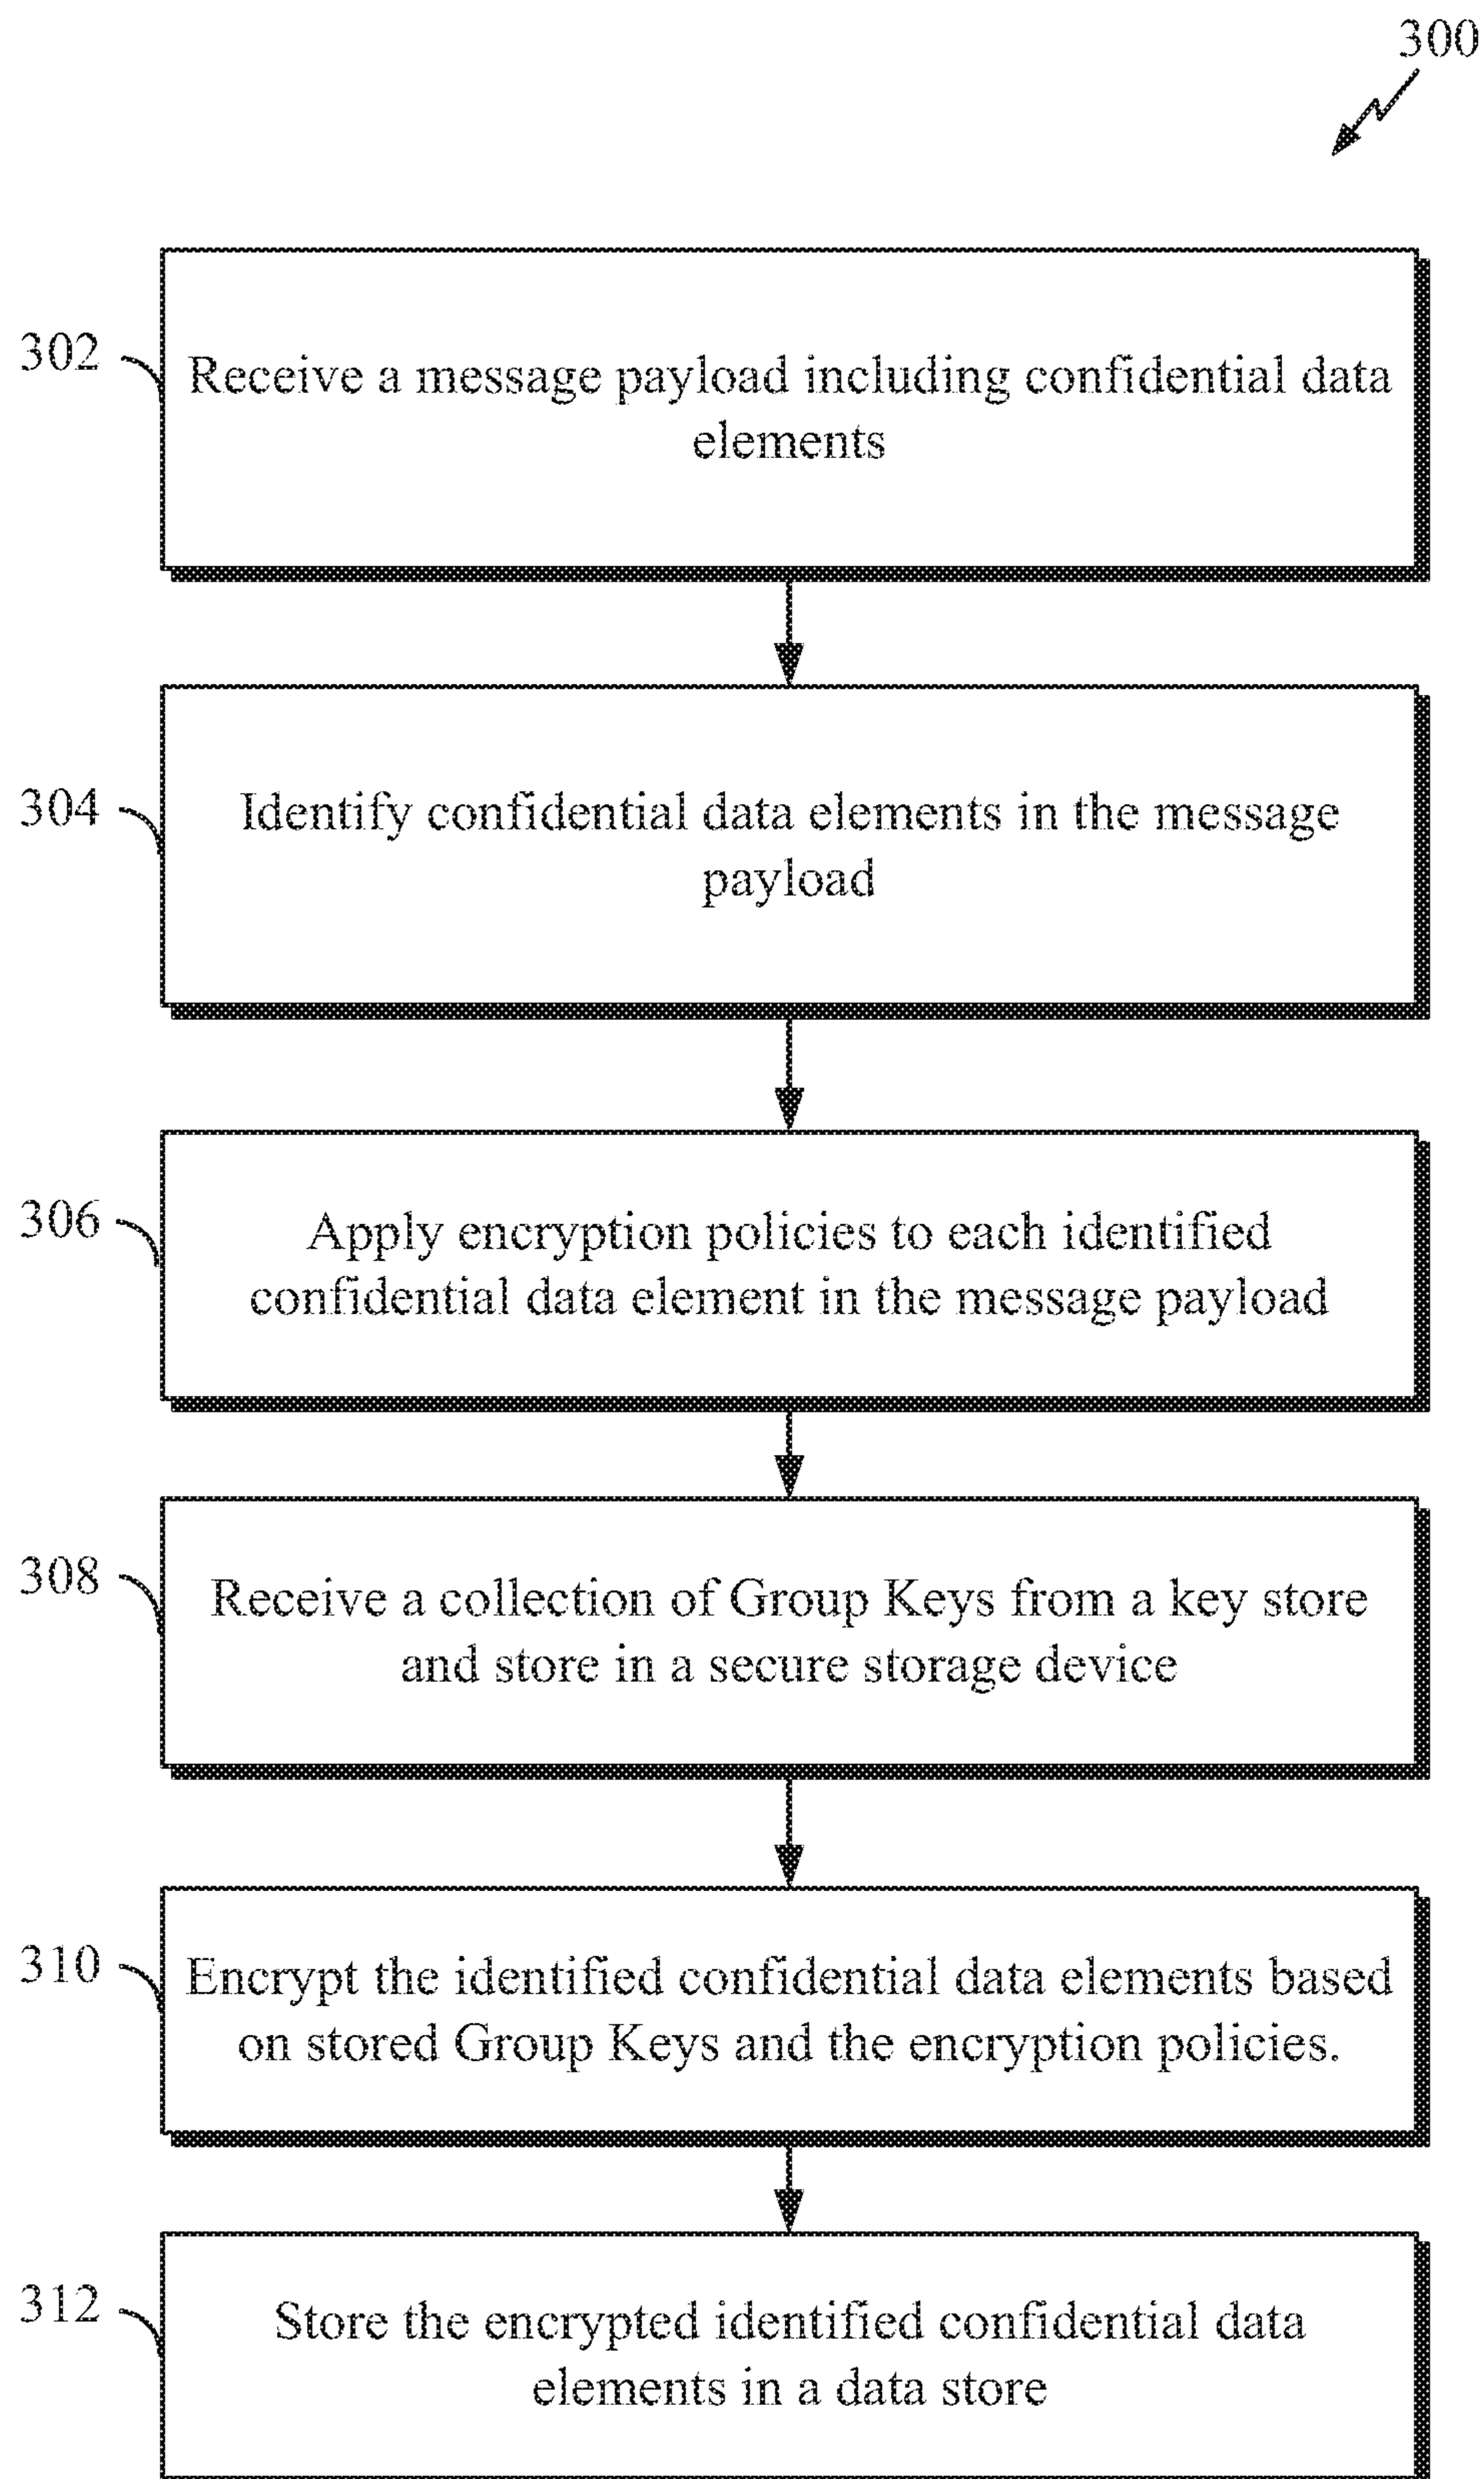 300
302
Receive a message payload including confidential data
elements
304
Identify confidential data elements in the message
payload
306
Apply encryption policies to each identified
confidential data element in the message payload
308
Receive a collection of Group Keys from a key store
and store in a secure storage device
310
Encrypt the identified confidential data elements based
on stored Group Keys and the encryption policies.
312
Store the encrypted identified confidential data
elements in a data store